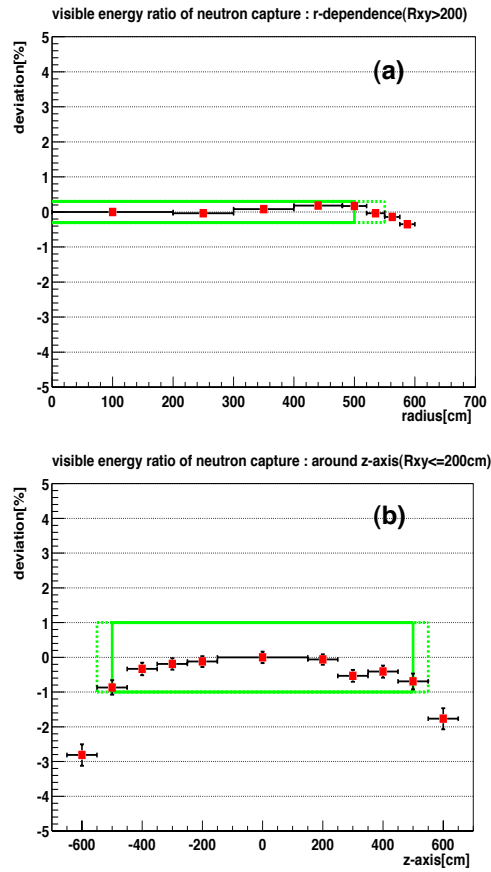 visible energy ratio of neutron capture : r-dependence(Rxy>200)
deviation[%]
(a)
5
4
3
2
1
0
-1
-2
-3
-4
-5
0 100 200 300 400 500 600 700
radius[cm]
visible energy ratio of neutron capture : around z-axis(Rxy<=200cm)
deviation[%]
(b)
5
4
3
2
1
0
-1
-2
-3
-4
-5
-600 -400 -200 0 200 400 600
z-axis[cm]